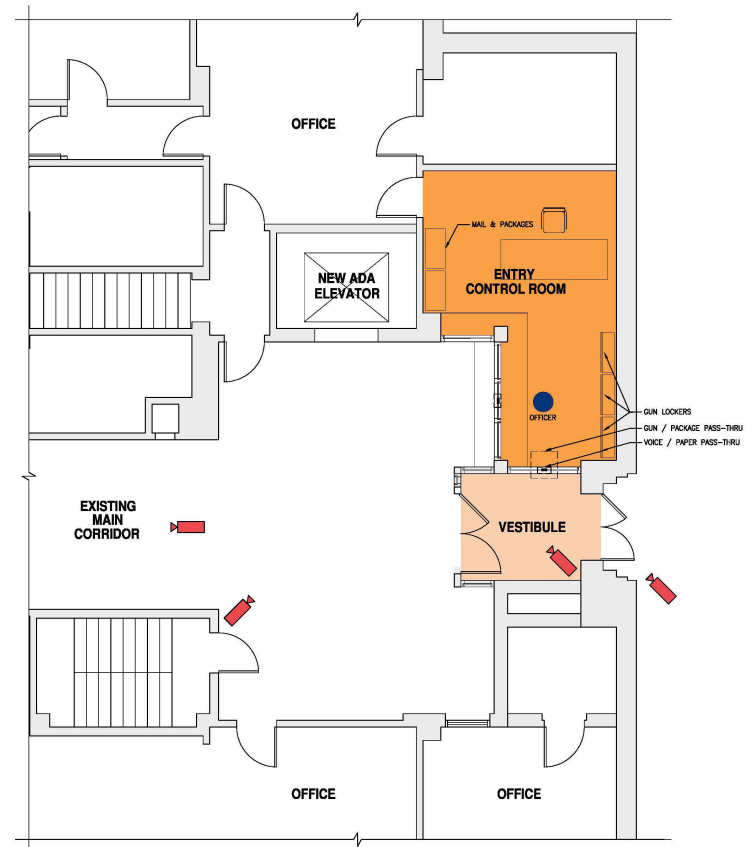 OFFICE
MAIL & PACKAGES
NEW ADA
ELEVATOR
ENTRY
CONTROL ROOM
OFFICER
GUN LOCKERS
GUN / PACKAGE PASS-THRU
VOICE / PAPER PASS-THRU
EXISTING
MAIN
CORRIDOR
VESTIBULE
OFFICE
OFFICE